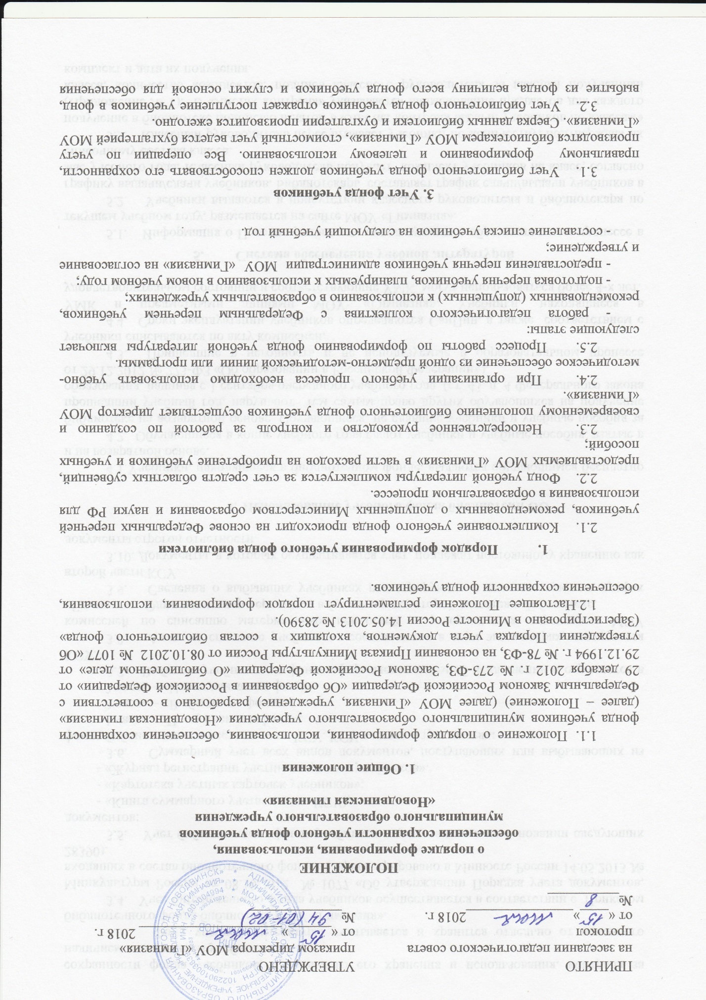 ПРИНЯТО
на заседании педагогического совета
протокол
от « 15 » мая 2018 г.
№ 8
УТВЕРЖДЕНО
приказом директора МОУ «Гимназия»
от « 15 » мая 2018 г.
№ 94 (01-02)
ПОЛОЖЕНИЕ
о порядке формирования, использования,
обеспечения сохранности учебного фонда учебников
муниципального образовательного учреждения
«Новодвинская гимназия»
1. Общие положения
1.1. Положение о порядке формирования, использования, обеспечения сохранности
фонда учебников муниципального образовательного учреждения «Новодвинская гимназия»
(далее – Положение) (далее МОУ «Гимназия, учреждение) разработано в соответствии с
Федеральным Законом Российской Федерации «Об образовании в Российской Федерации» от
29 декабря 2012 г. № 273-ФЗ, Законом Российской Федерации «О библиотечном деле» от
29.12.1994 г. № 78-ФЗ, на основании Приказа Минкультуры России от 08.10.2012 № 1077 «Об
утверждении Порядка учета документов, входящих в состав библиотечного фонда»
(Зарегистрировано в Минюсте России 14.05.2013 № 28390).
1.2.Настоящее Положение регламентирует порядок формирования, использования,
обеспечения сохранности фонда учебников.
1. Порядок формирования учебного фонда библиотеки
2.1. Комплектование учебного фонда происходит на основе Федеральных перечней
учебников, рекомендованных о допущенных Министерством образования и науки РФ для
использования в образовательном процессе.
2.2. Фонд учебной литературы комплектуется за счет средств областных субвенций,
предоставляемых МОУ «Гимназия» в части расходов на приобретение учебников и учебных
пособий;
2.3. Непосредственное руководство и контроль за работой по созданию и
своевременному пополнению библиотечного фонда учебников осуществляет директор МОУ
«Гимназия».
2.4. При организации учебного процесса необходимо использовать учебно-
методическое обеспечение из одной предметно-методической линии или программы.
2.5. Процесс работы по формированию фонда учебной литературы включает
следующие этапы:
- работа педагогического коллектива с Федеральным перечнем учебников,
рекомендованных (допущенных) к использованию в образовательных учреждениях;
- подготовка перечня учебников, планируемых к использованию в новом учебном году;
- предоставления перечня учебников администрации МОУ «Гимназия» на согласование
и утверждение;
- составление списка учебников на следующий учебный год.
3. Учет фонда учебников
3.1. Учет библиотечного фонда учебников должен способствовать его сохранности,
правильному формированию и целевому использованию. Все операции по учету
производятся библиотекарем МОУ «Гимназия», стоимостный учет ведется бухгалтерией МОУ
«Гимназия». Сверка данных библиотеки и бухгалтерии производится ежегодно.
3.2. Учет библиотечного фонда учебников отражает поступление учебников в фонд,
выбытие из фонда, величину всего фонда учебников и служит основой для обеспечения